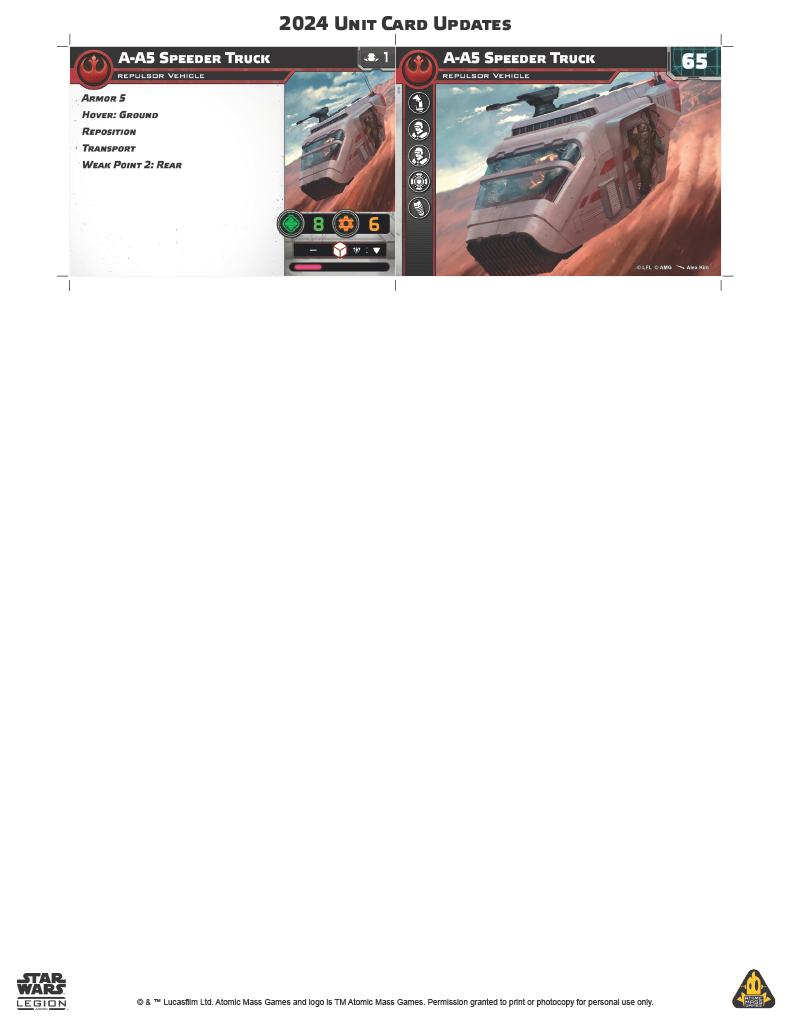 2024 Unit Card Updates
A-A5 Speeder Truck
1
Repulsor Vehicle
Armor 5
Hover: Ground
Reposition
Transport
Weak Point 2: Rear
8
6
–
A-A5 Speeder Truck
65
Repulsor Vehicle
© LFL © AMG Alex Kim
STAR
WARS
LEGION
© & ™ Lucasfilm Ltd. Atomic Mass Games and logo is TM Atomic Mass Games. Permission granted to print or photocopy for personal use only.
ATOMIC
MASS
GAMES